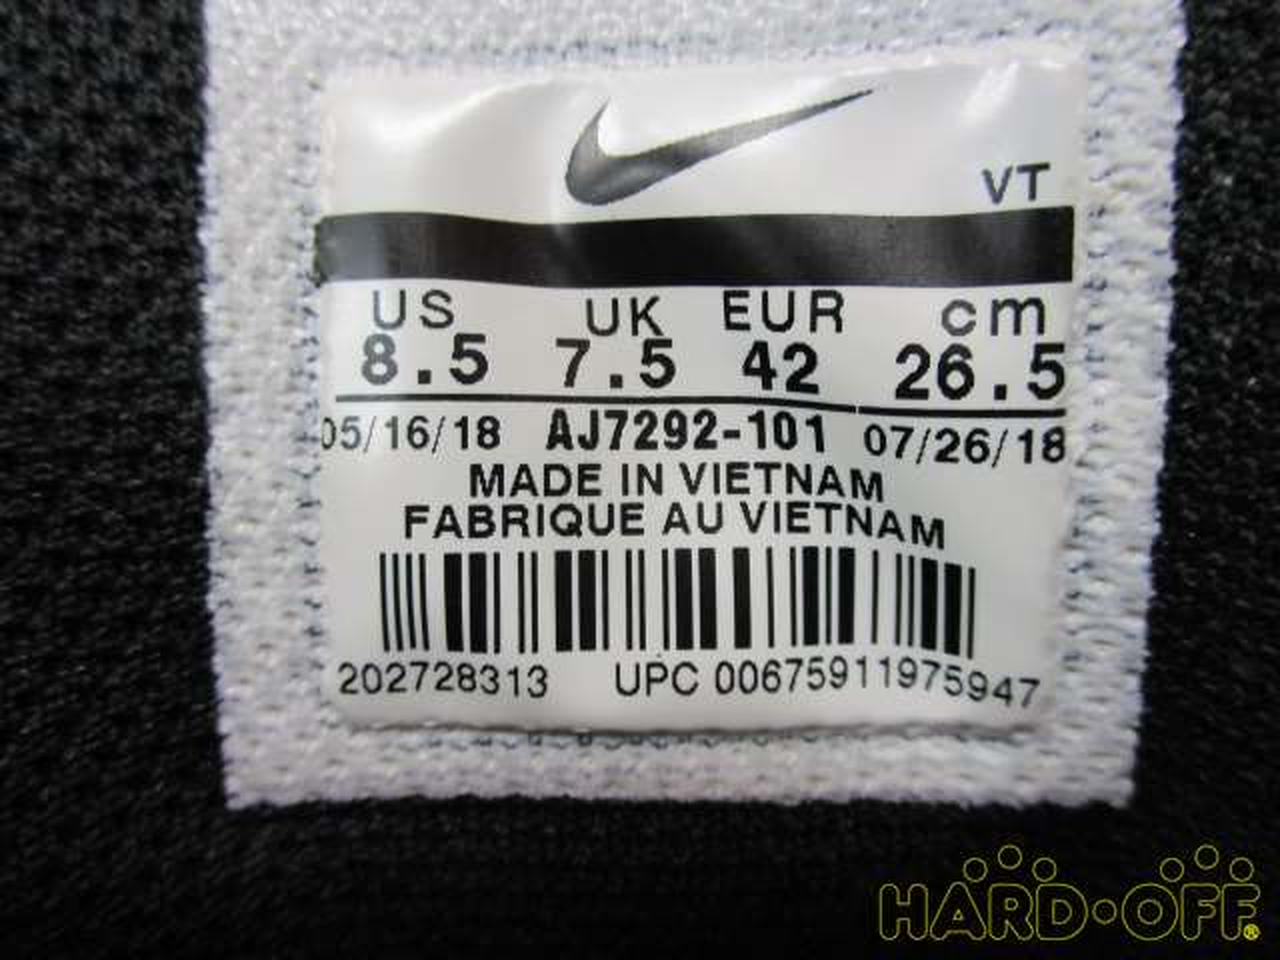 VT
US UK EUR cm
8.5 7.5 42 26.5
05/16/18 AJ7292-101 07/26/18
MADE IN VIETNAM
FABRIQUE AU VIETNAM
202728313 UPC 00675911975947
HARD·OFF®